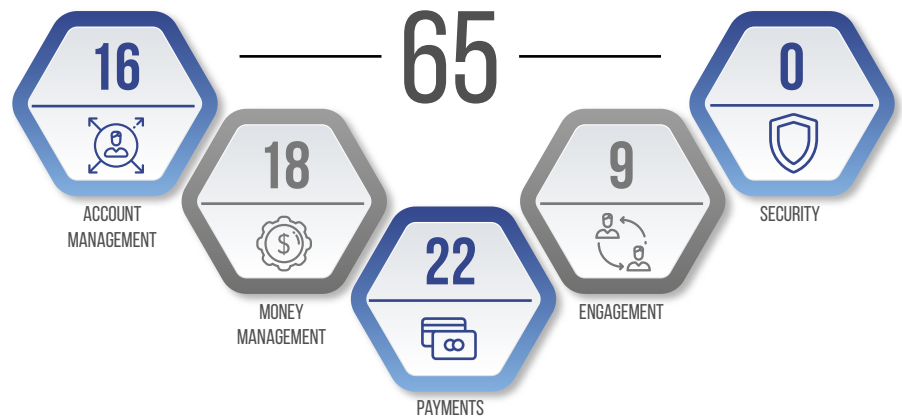 65
16
ACCOUNT
MANAGEMENT
18
$
MONEY
MANAGEMENT
22
PAYMENTS
9
ENGAGEMENT
0
SECURITY